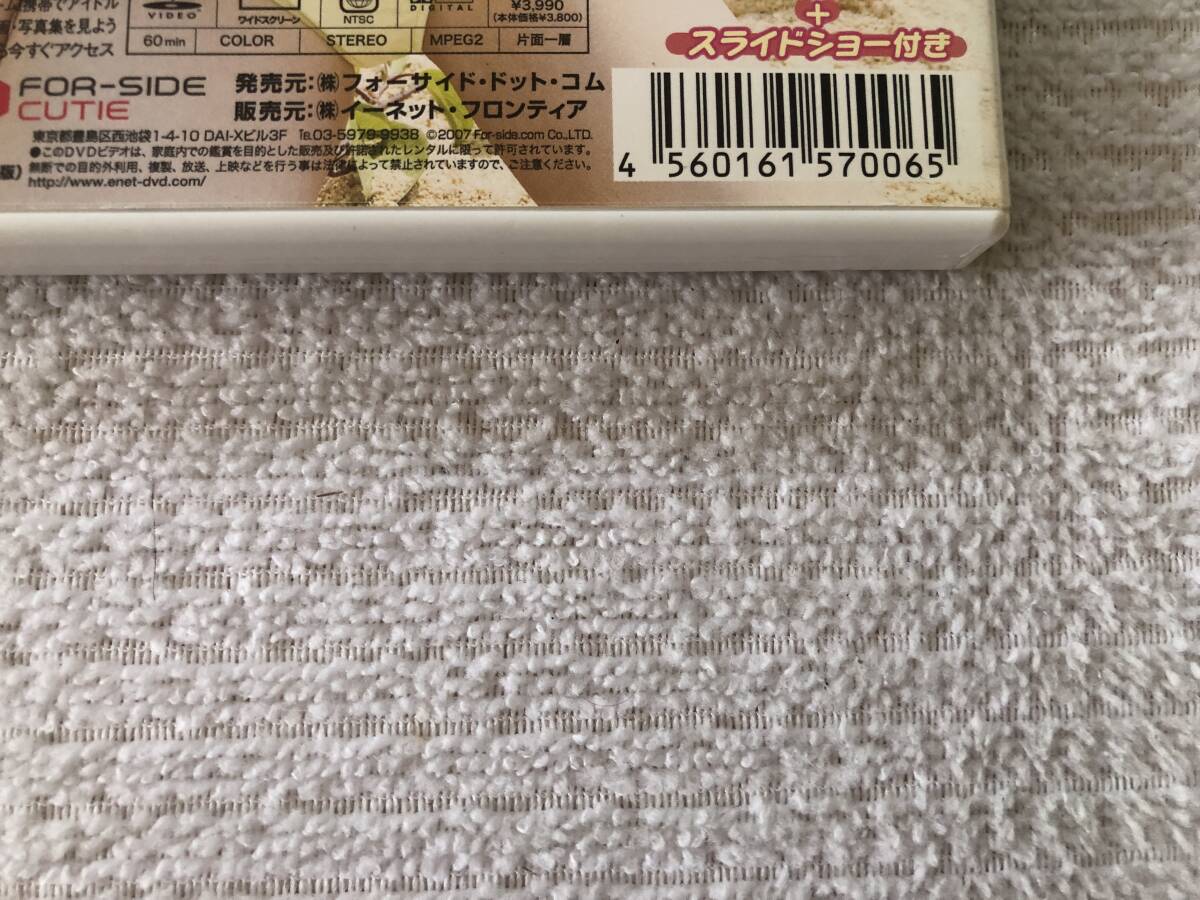 携帯でアイドル
・写真集を見よう
今すぐアクセス
VIDEO
ワイドスクリーン
NTSC
DIGITAL
¥3,990
(本体価格¥3,800)
60min COLOR STEREO MPEG2 片面一層
+
スライドショー付き
FOR-SIDE
CUTIE
発売元:㈱フォーサイド・ドット・コム
販売元:㈱イーネット・フロンティア
東京都豊島区西池袋1-4-10 DAI-Xビル3F ℡03-5979-9938 ©2007 For-side.com Co.,LTD.
●このDVDビデオは、家庭内での鑑賞を目的とした販売及び許諾されたレンタルに限って許可されています。
無断での目的外利用、複製、放送、上映などを行う事は法律によって禁止されていますので、ご注意ください。
版)
http://www.enet-dvd.com/
4 560161 570065